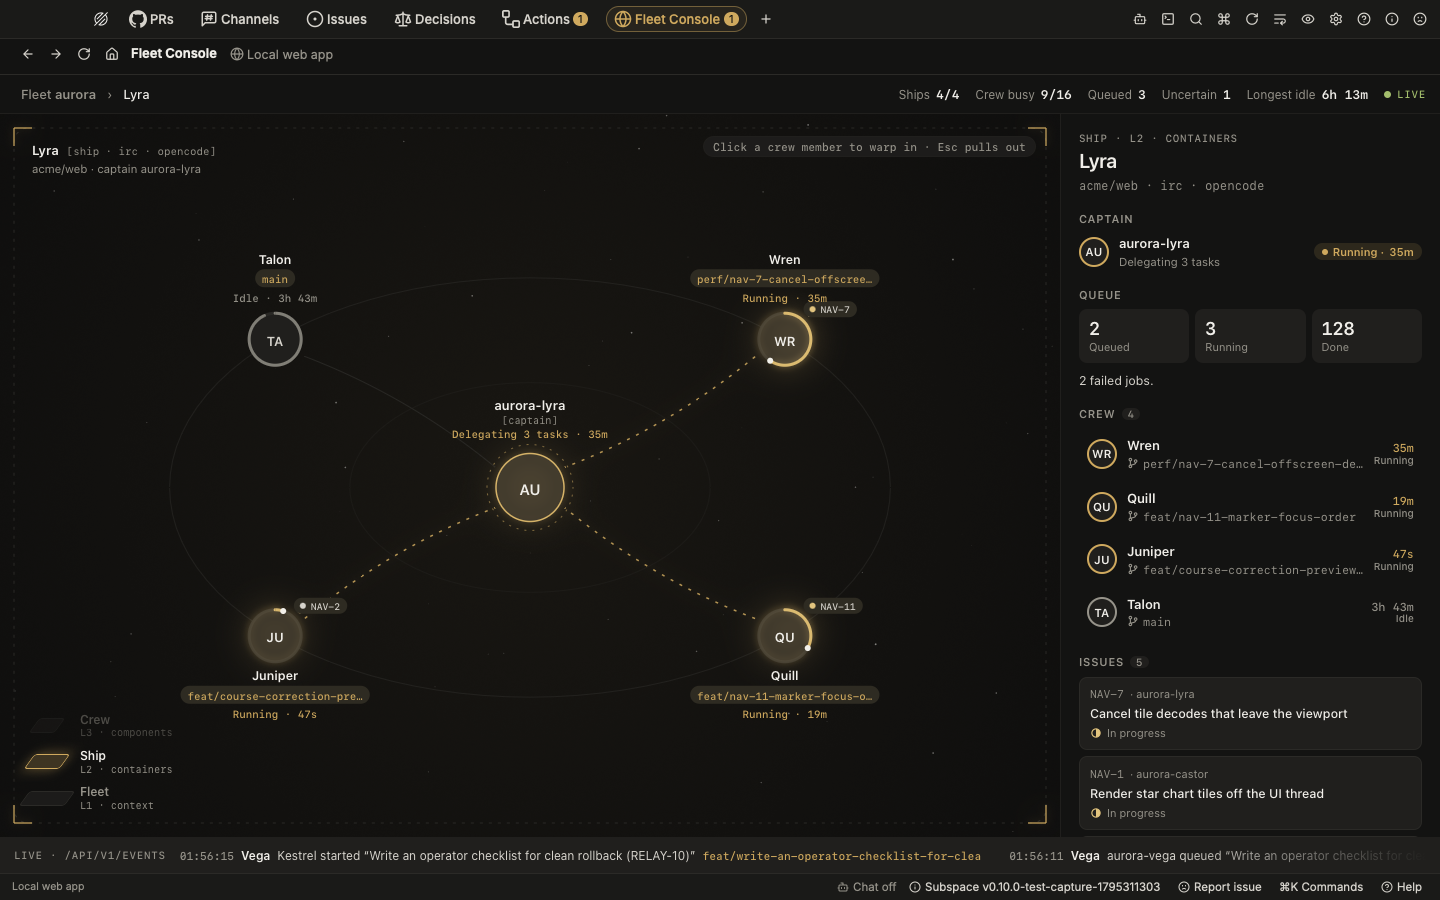 PRs
Channels
Issues
Decisions
Actions 1
Fleet Console 1
Fleet Console
Local web app
Fleet aurora › Lyra
Ships 4/4
Crew busy 9/16
Queued 3
Uncertain 1
Longest idle 6h 13m
LIVE
Lyra [ship · irc · opencode]
acme/web · captain aurora-lyra
Click a crew member to warp in · Esc pulls out
Talon
main
Idle · 3h 43m
TA
Wren
perf/nav-7-cancel-offscree…
Running · 35m
NAV-7
WR
aurora-lyra
[captain]
Delegating 3 tasks · 35m
AU
NAV-2
JU
Juniper
feat/course-correction-pre…
Running · 47s
NAV-11
QU
Quill
feat/nav-11-marker-focus-o…
Running · 19m
Crew
L3 · components
Ship
L2 · containers
Fleet
L1 · context
SHIP · L2 · CONTAINERS
Lyra
acme/web · irc · opencode
CAPTAIN
AU
aurora-lyra
Delegating 3 tasks
Running · 35m
QUEUE
2
Queued
3
Running
128
Done
2 failed jobs.
CREW 4
WR
Wren
perf/nav-7-cancel-offscreen-de…
35m
Running
QU
Quill
feat/nav-11-marker-focus-order
19m
Running
JU
Juniper
feat/course-correction-preview…
47s
Running
TA
Talon
main
3h 43m
Idle
ISSUES 5
NAV-7 · aurora-lyra
Cancel tile decodes that leave the viewport
In progress
NAV-1 · aurora-castor
Render star chart tiles off the UI thread
In progress
LIVE · /API/V1/EVENTS
01:56:15 Vega Kestrel started “Write an operator checklist for clean rollback (RELAY-10)” feat/write-an-operator-checklist-for-clea
01:56:11 Vega aurora-vega queued “Write an operator checklist for cle
Local web app
Chat off
Subspace v0.10.0-test-capture-1795311303
Report issue
⌘K Commands
Help